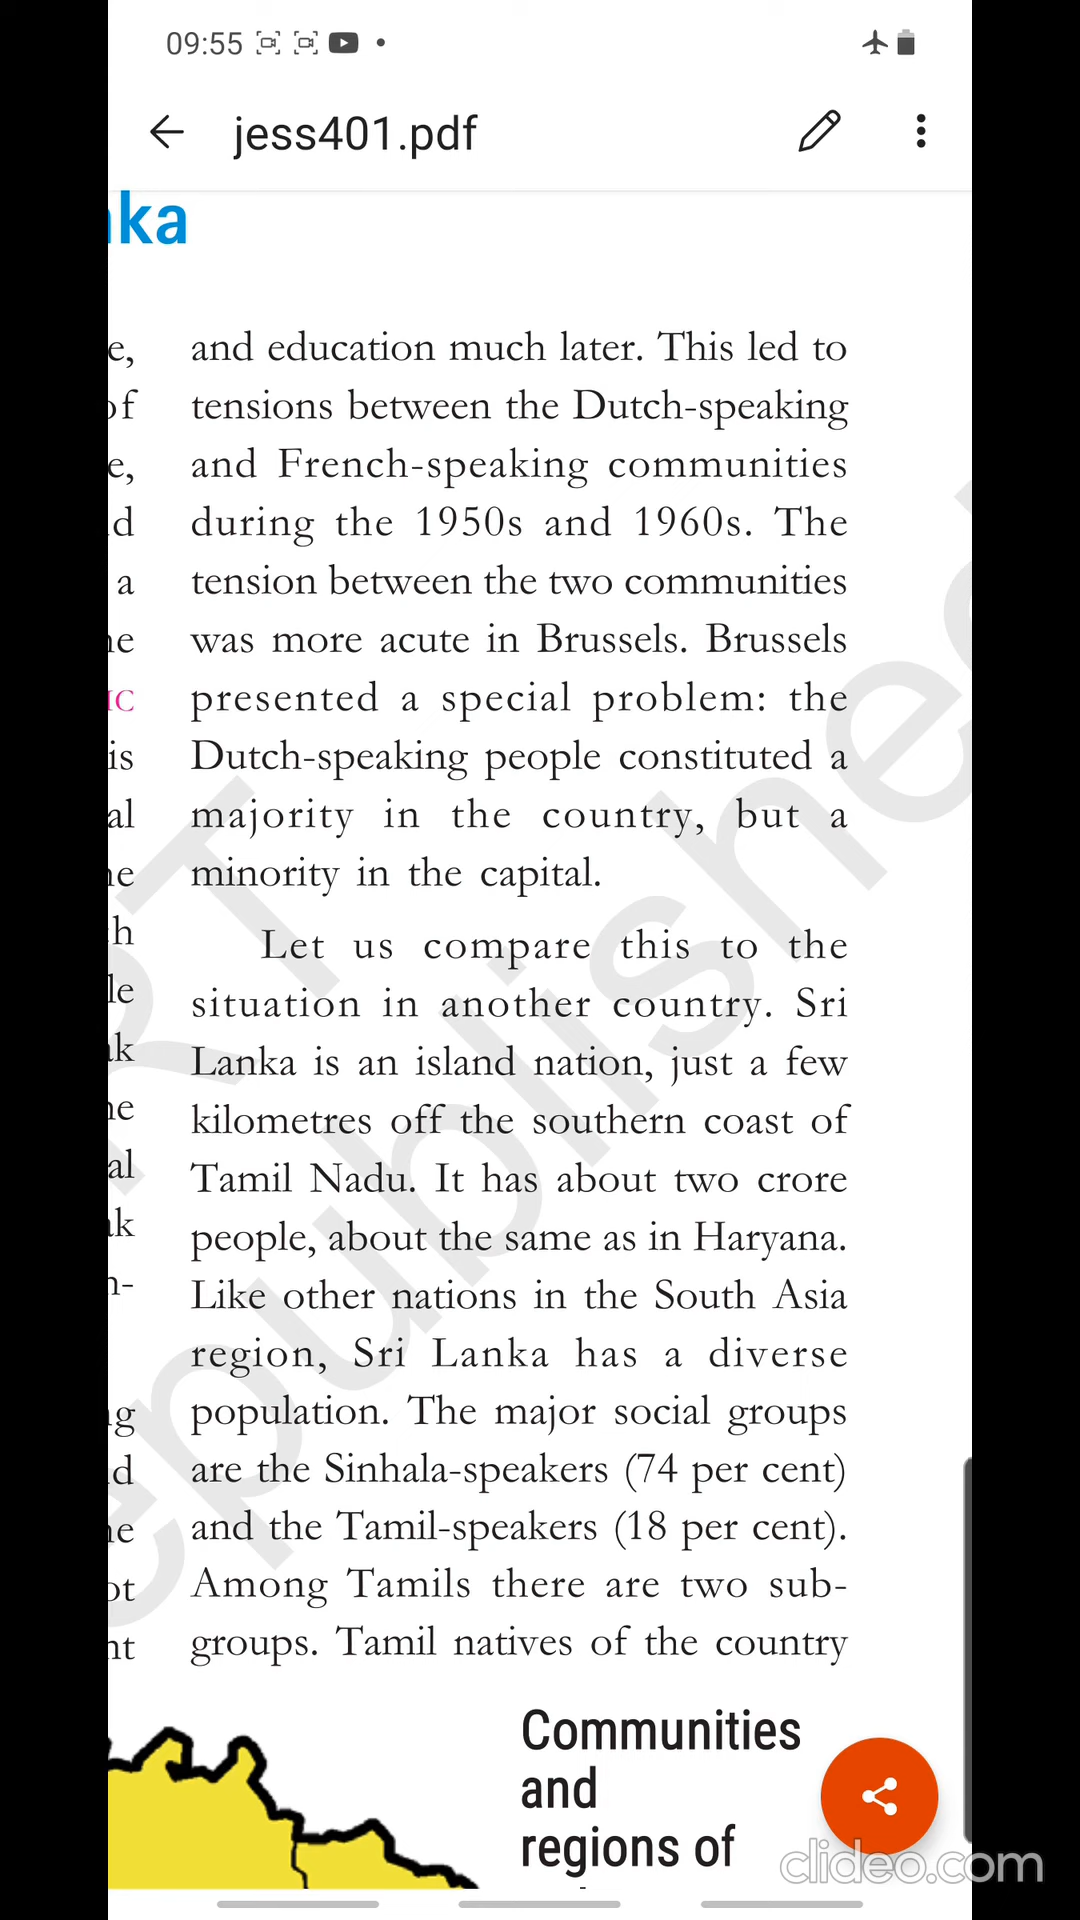 09:55
jess401.pdf
nka
and education much later. This led to
tensions between the Dutch-speaking
and French-speaking communities
during the 1950s and 1960s. The
tension between the two communities
was more acute in Brussels. Brussels
presented a special problem: the
Dutch-speaking people constituted a
majority in the country, but a
minority in the capital.
Let us compare this to the
situation in another country. Sri
Lanka is an island nation, just a few
kilometres off the southern coast of
Tamil Nadu. It has about two crore
people, about the same as in Haryana.
Like other nations in the South Asia
region, Sri Lanka has a diverse
population. The major social groups
are the Sinhala-speakers (74 per cent)
and the Tamil-speakers (18 per cent).
Among Tamils there are two sub-
groups. Tamil natives of the country
Communities
and
regions of
clideo.com